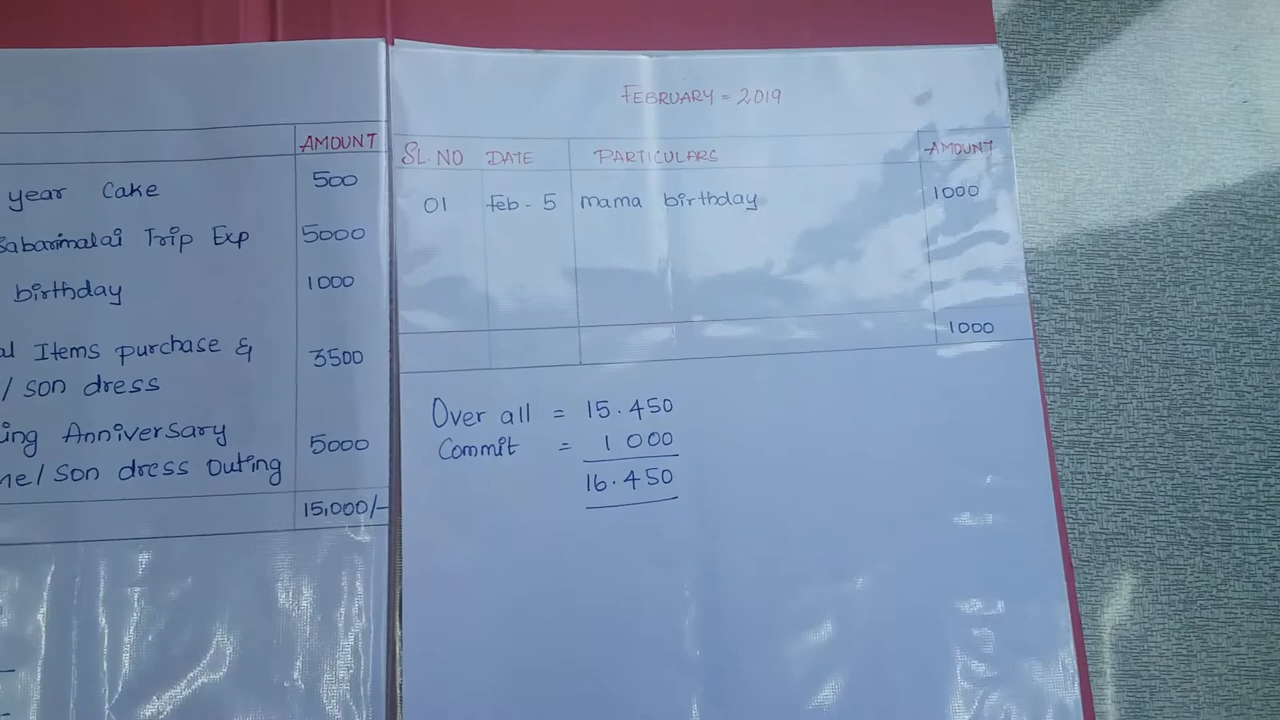 AMOUNT
year Cake 500
Sabarimalai Trip Exp 5000
birthday 1000
Items purchase & 3500
/ son dress
Anniversary 5000
/ Son dress Outing
15,000/-
FEBRUARY = 2019
SL.NO DATE PARTICULARS AMOUNT
01 Feb - 5 mama birthday 1000
1000
Over all = 15.450
Commit = 1 000
16.450